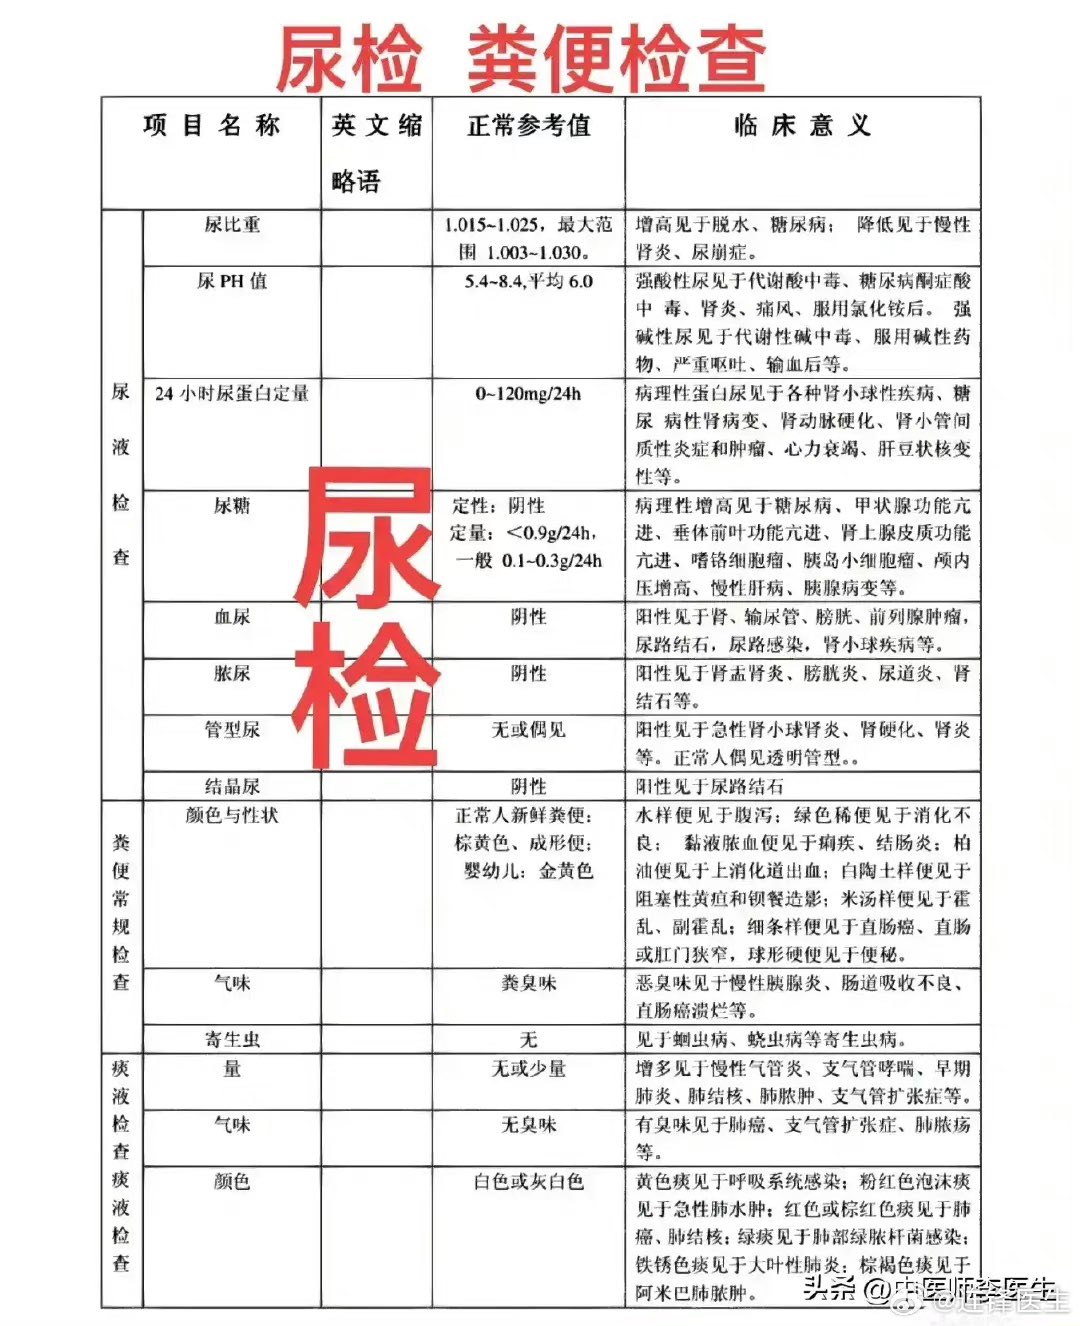 尿检 粪便检查
项目名称 英文缩 正常参考值 临床意义
略语
尿液检查
尿比重 1.015~1.025，最大范 增高见于脱水、糖尿病； 降低见于慢性
围 1.003~1.030。 肾炎、尿崩症。
尿 PH 值 5.4~8.4,平均 6.0 强酸性尿见于代谢酸中毒、糖尿病酮症酸
中 毒、肾炎、痛风、服用氯化铵后。 强
碱性尿见于代谢性碱中毒、服用碱性药
物、严重呕吐、输血后等。
24 小时尿蛋白定量 0~120mg/24h 病理性蛋白尿见于各种肾小球性疾病、糖
尿 病性肾病变、肾动脉硬化、肾小管间
质性炎症和肿瘤、心力衰竭、肝豆状核变
性等。
尿糖 定性：阴性 病理性增高见于糖尿病、甲状腺功能亢
定量：＜0.9g/24h， 进、垂体前叶功能亢进、肾上腺皮质功能
一般 0.1~0.3g/24h 亢进、嗜铬细胞瘤、胰岛小细胞瘤、颅内
压增高、慢性肝病、胰腺病变等。
血尿 阴性 阳性见于肾、输尿管、膀胱、前列腺肿瘤，
尿路结石，尿路感染，肾小球疾病等。
脓尿 阴性 阳性见于肾盂肾炎、膀胱炎、尿道炎、肾
结石等。
管型尿 无或偶见 阳性见于急性肾小球肾炎、肾硬化、肾炎
等。正常人偶见透明管型。。
结晶尿 阴性 阳性见于尿路结石
尿检
粪便常规检查
颜色与性状 正常人新鲜粪便： 水样便见于腹泻；绿色稀便见于消化不
棕黄色、成形便； 良； 黏液脓血便见于痢疾、结肠炎；柏
婴幼儿：金黄色 油便见于上消化道出血；白陶土样便见于
阻塞性黄疸和钡餐造影；米汤样便见于霍
乱、副霍乱；细条样便见于直肠癌、直肠
或肛门狭窄，球形硬便见于便秘。
气味 粪臭味 恶臭味见于慢性胰腺炎、肠道吸收不良、
直肠癌溃烂等。
寄生虫 无 见于蛔虫病、蛲虫病等寄生虫病。
痰液检查痰液检查
量 无或少量 增多见于慢性气管炎、支气管哮喘、早期
肺炎、肺结核、肺脓肿、支气管扩张症等。
气味 无臭味 有臭味见于肺癌、支气管扩张症、肺脓疡
等。
颜色 白色或灰白色 黄色痰见于呼吸系统感染；粉红色泡沫痰
见于急性肺水肿；红色或棕红色痰见于肺
癌、肺结核；绿痰见于肺部绿脓杆菌感染；
铁锈色痰见于大叶性肺炎；棕褐色痰见于
阿米巴肺脓肿。
头条 @中医师李医生
@连锋医生